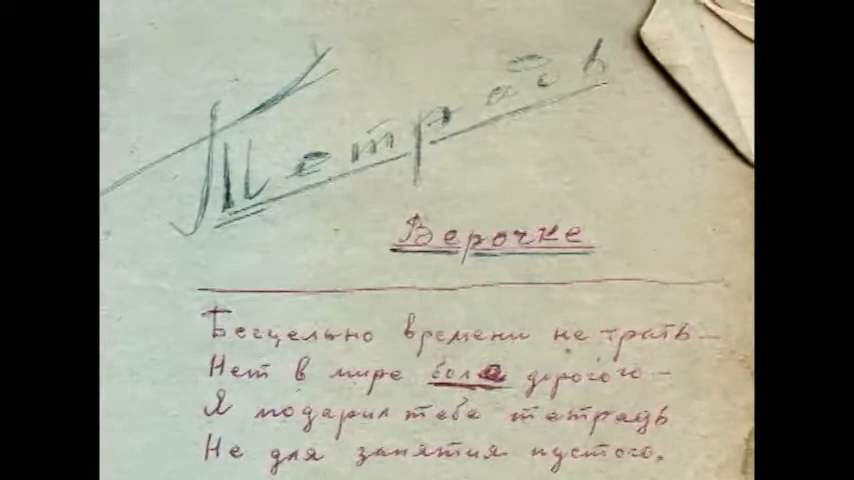 Тетрадь
Верочке
Бесцельно времени не трать –
Нет в мире боле дорогого –
Я подарил тебе тетрадь
Не для занятия пустого.